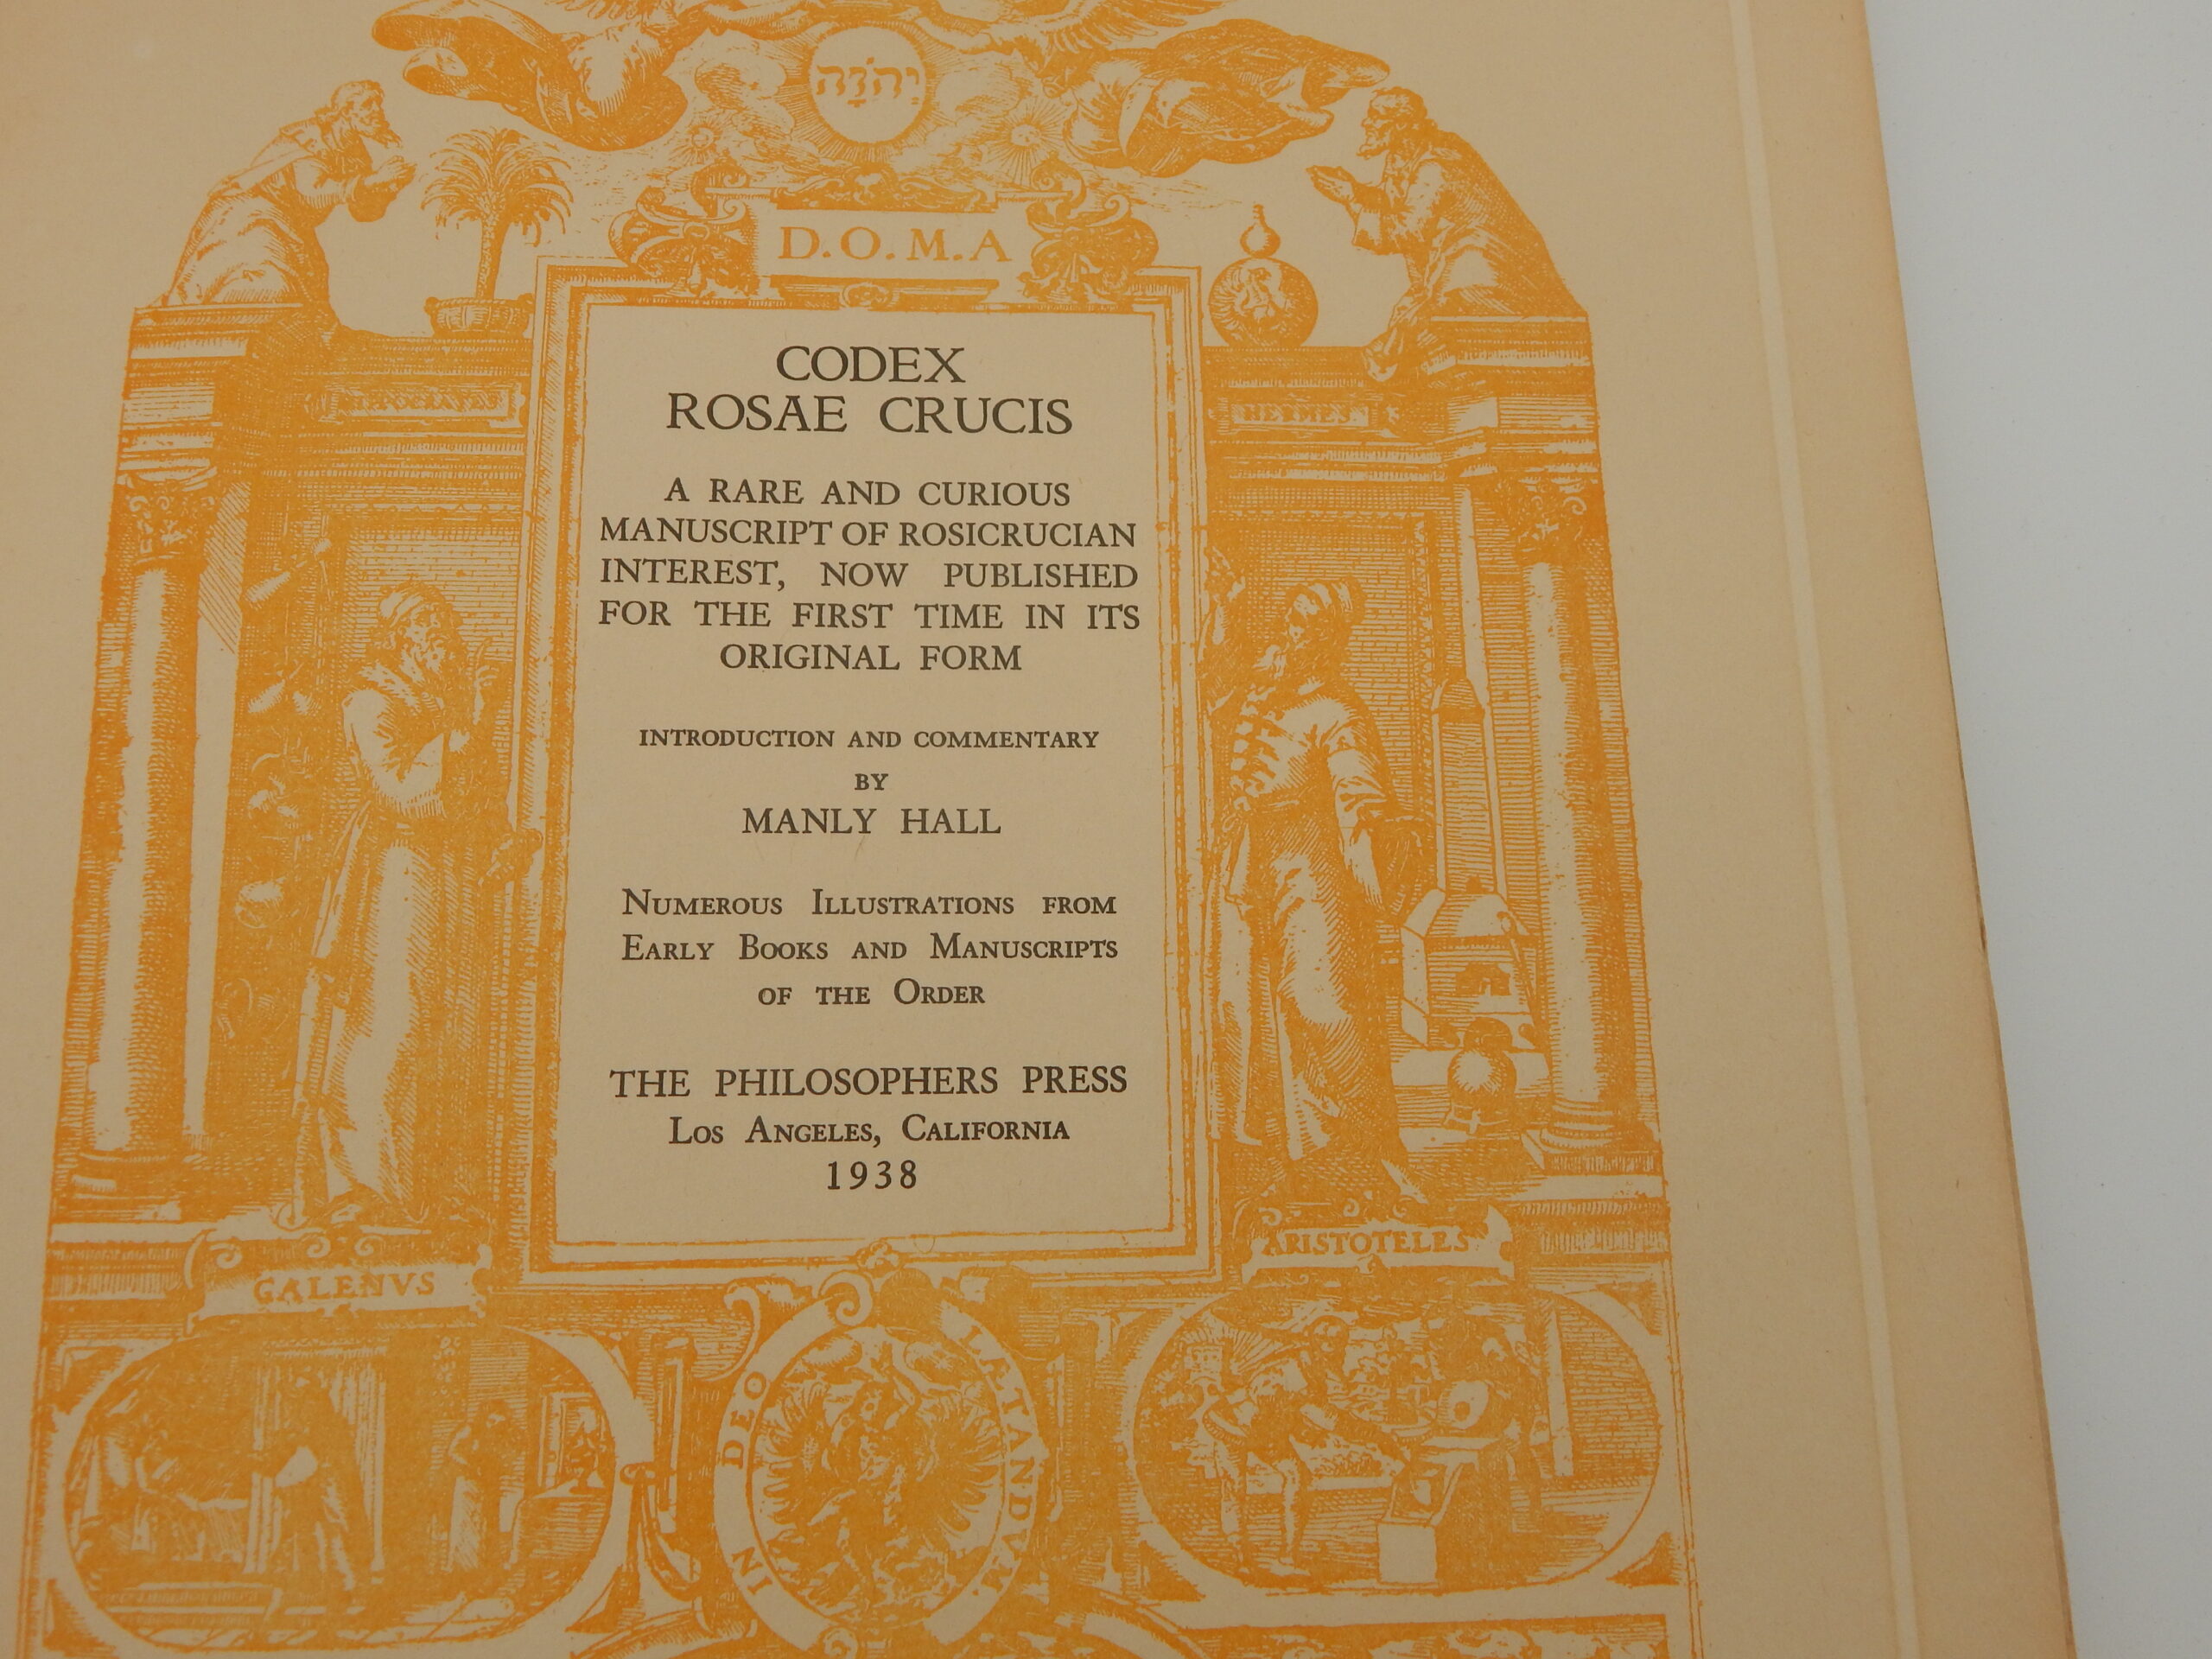 יְהֹוָה
D.O.M.A
CODEX
ROSAE CRUCIS
HERMES
A RARE AND CURIOUS
MANUSCRIPT OF ROSICRUCIAN
INTEREST, NOW PUBLISHED
FOR THE FIRST TIME IN ITS
ORIGINAL FORM
INTRODUCTION AND COMMENTARY
BY
MANLY HALL
NUMEROUS ILLUSTRATIONS FROM
EARLY BOOKS AND MANUSCRIPTS
OF THE ORDER
THE PHILOSOPHERS PRESS
LOS ANGELES, CALIFORNIA
1938
GALENVS
ARISTOTELES
IN DEO LÆTANDVM.